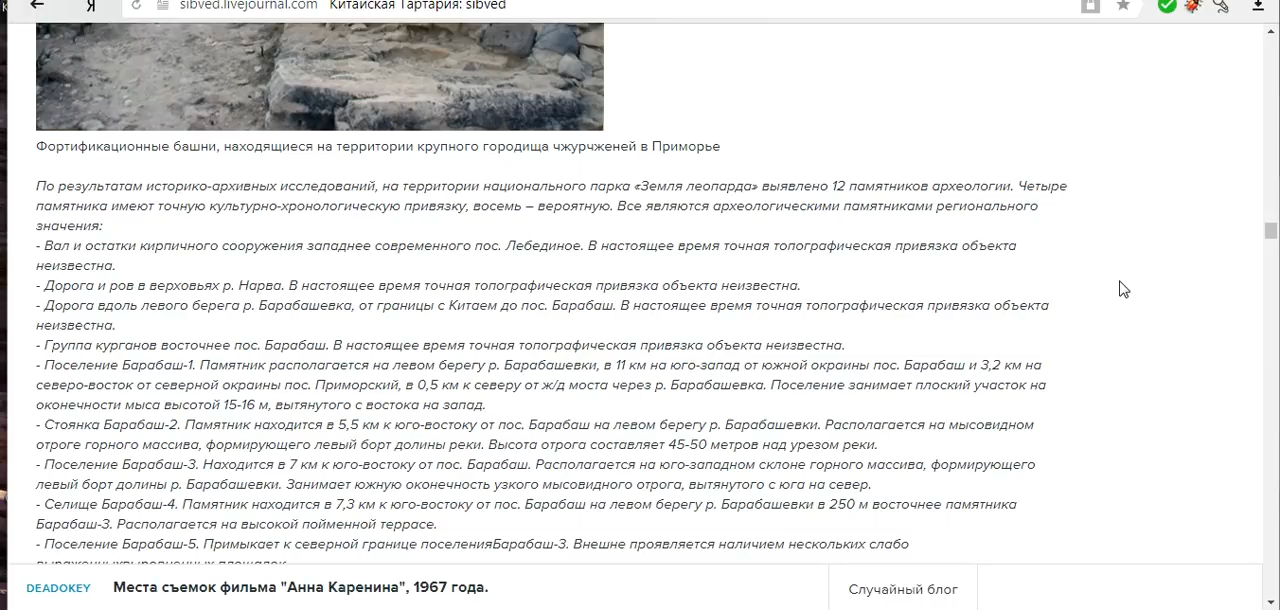 sibved.livejournal.com Китайская Тартария: sibved
Фортификационные башни, находящиеся на территории крупного городища чжурчженей в Приморье
По результатам историко-архивных исследований, на территории национального парка «Земля леопарда» выявлено 12 памятников археологии. Четыре
памятника имеют точную культурно-хронологическую привязку, восемь – вероятную. Все являются археологическими памятниками регионального
значения:
- Вал и остатки кирпичного сооружения западнее современного пос. Лебединое. В настоящее время точная топографическая привязка объекта
неизвестна.
- Дорога и ров в верховьях р. Нарва. В настоящее время точная топографическая привязка объекта неизвестна.
- Дорога вдоль левого берега р. Барабашевка, от границы с Китаем до пос. Барабаш. В настоящее время точная топографическая привязка объекта
неизвестна.
- Группа курганов восточнее пос. Барабаш. В настоящее время точная топографическая привязка объекта неизвестна.
- Поселение Барабаш-1. Памятник располагается на левом берегу р. Барабашевки, в 11 км на юго-запад от южной окраины пос. Барабаш и 3,2 км на
северо-восток от северной окраины пос. Приморский, в 0,5 км к северу от ж/д моста через р. Барабашевка. Поселение занимает плоский участок на
оконечности мыса высотой 15-16 м, вытянутого с востока на запад.
- Стоянка Барабаш-2. Памятник находится в 5,5 км к юго-востоку от пос. Барабаш на левом берегу р. Барабашевки. Располагается на мысовидном
отроге горного массива, формирующего левый борт долины реки. Высота отрога составляет 45-50 метров над урезом реки.
- Поселение Барабаш-3. Находится в 7 км к юго-востоку от пос. Барабаш. Располагается на юго-западном склоне горного массива, формирующего
левый борт долины р. Барабашевки. Занимает южную оконечность узкого мысовидного отрога, вытянутого с юга на север.
- Селище Барабаш-4. Памятник находится в 7,3 км к юго-востоку от пос. Барабаш на левом берегу р. Барабашевки в 250 м восточнее памятника
Барабаш-3. Располагается на высокой пойменной террасе.
- Поселение Барабаш-5. Примыкает к северной границе поселенияБарабаш-3. Внешне проявляется наличием нескольких слабо
DEADOKEY Места съемок фильма "Анна Каренина", 1967 года. Случайный блог